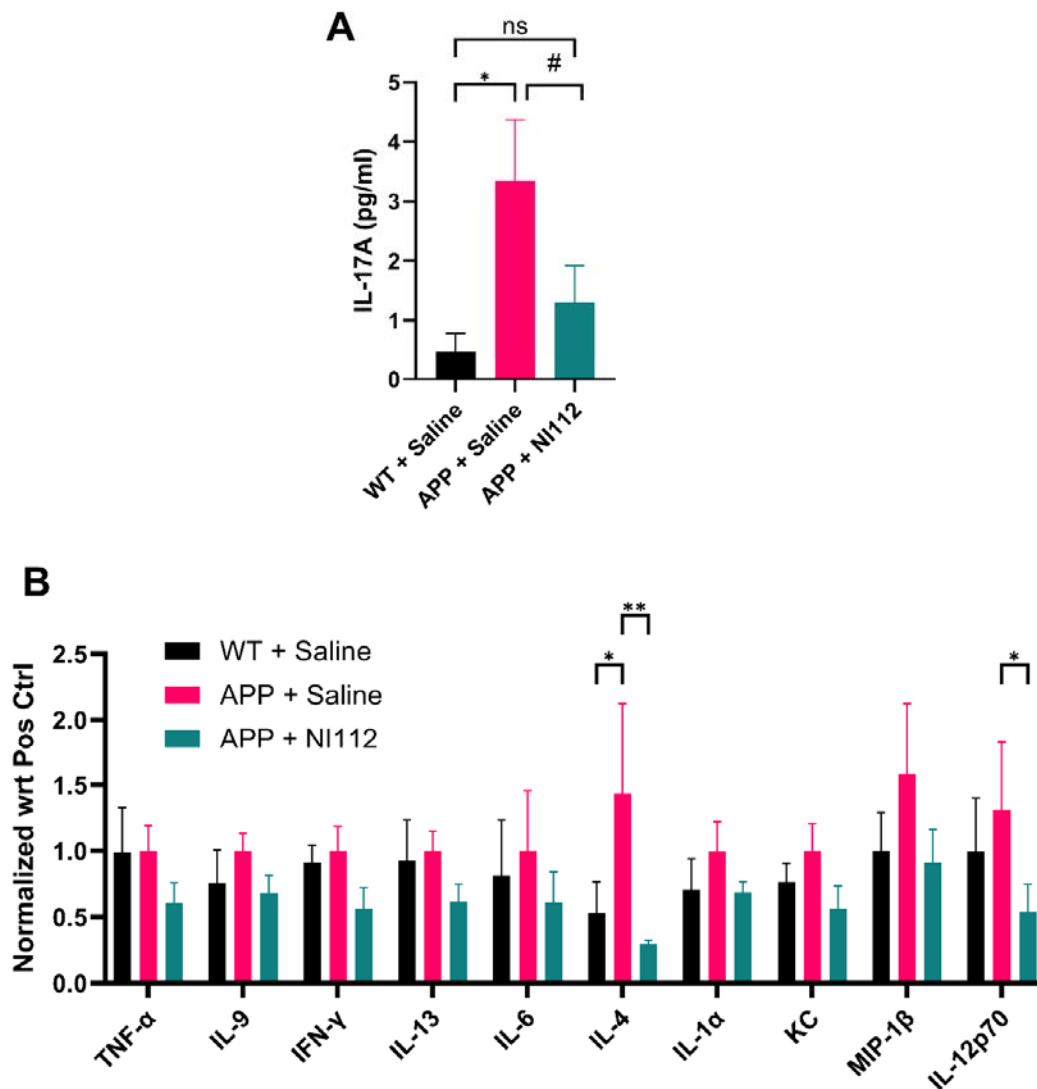 A
ns
* #
5
4
3
2
1
0
IL-17A (pg/ml)
WT + Saline
APP + Saline
APP + NI112
B
WT + Saline
APP + Saline
APP + NI112
* ** *
2.5
2.0
1.5
1.0
0.5
0.0
Normalized wrt Pos Ctrl
TNF-α
IL-9
IFN-γ
IL-13
IL-6
IL-4
IL-1α
KC
MIP-1β
IL-12p70